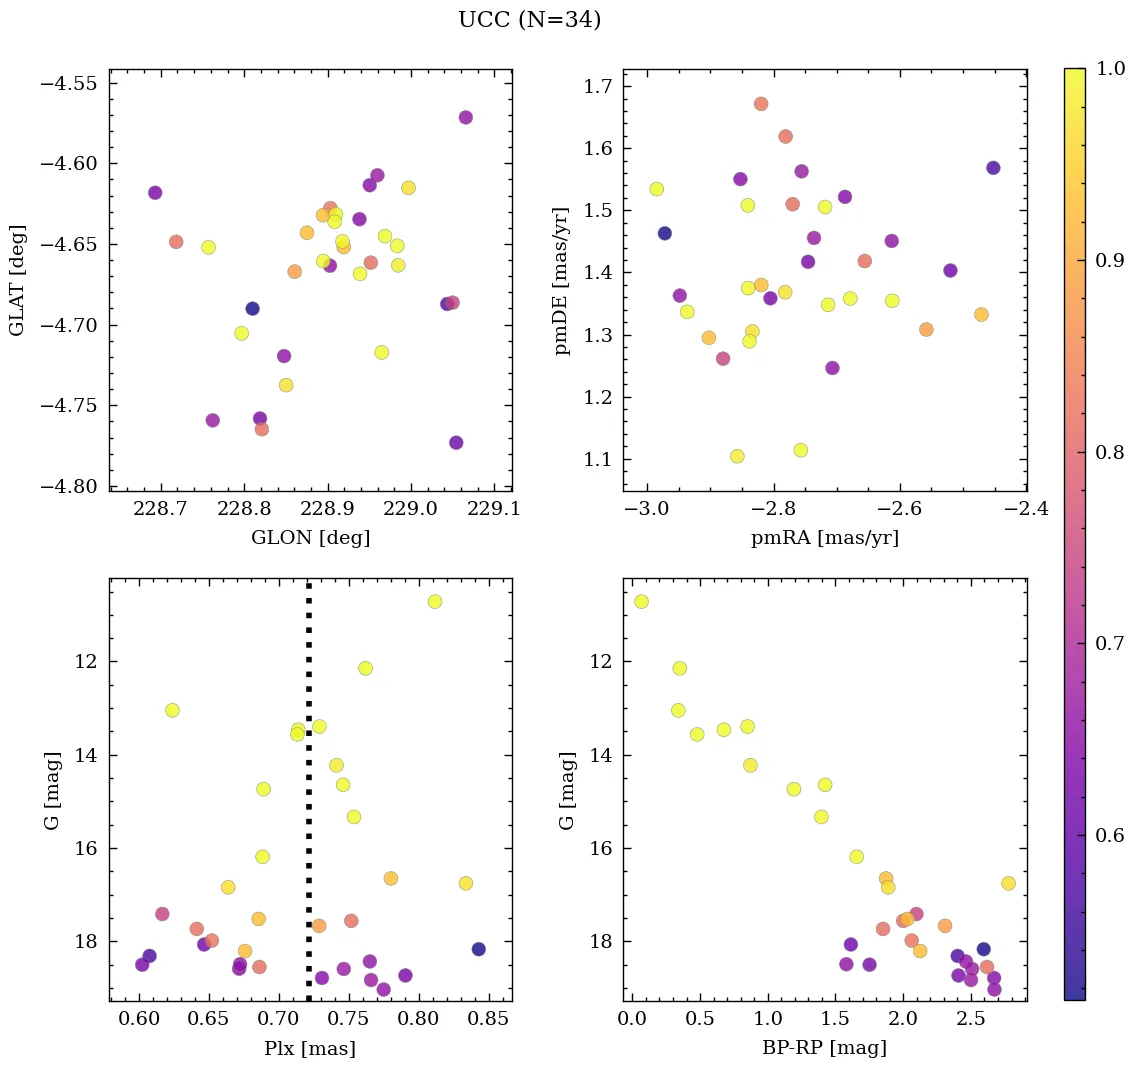 UCC (N=34)
−4.55
−4.60
−4.65
−4.70
−4.75
−4.80
GLAT [deg]
228.7 228.8 228.9 229.0 229.1
GLON [deg]
1.7
1.6
1.5
1.4
1.3
1.2
1.1
pmDE [mas/yr]
−3.0 −2.8 −2.6 −2.4
pmRA [mas/yr]
1.0
0.9
0.8
0.7
0.6
12
14
16
18
G [mag]
0.60 0.65 0.70 0.75 0.80 0.85
Plx [mas]
12
14
16
18
G [mag]
0.0 0.5 1.0 1.5 2.0 2.5
BP-RP [mag]